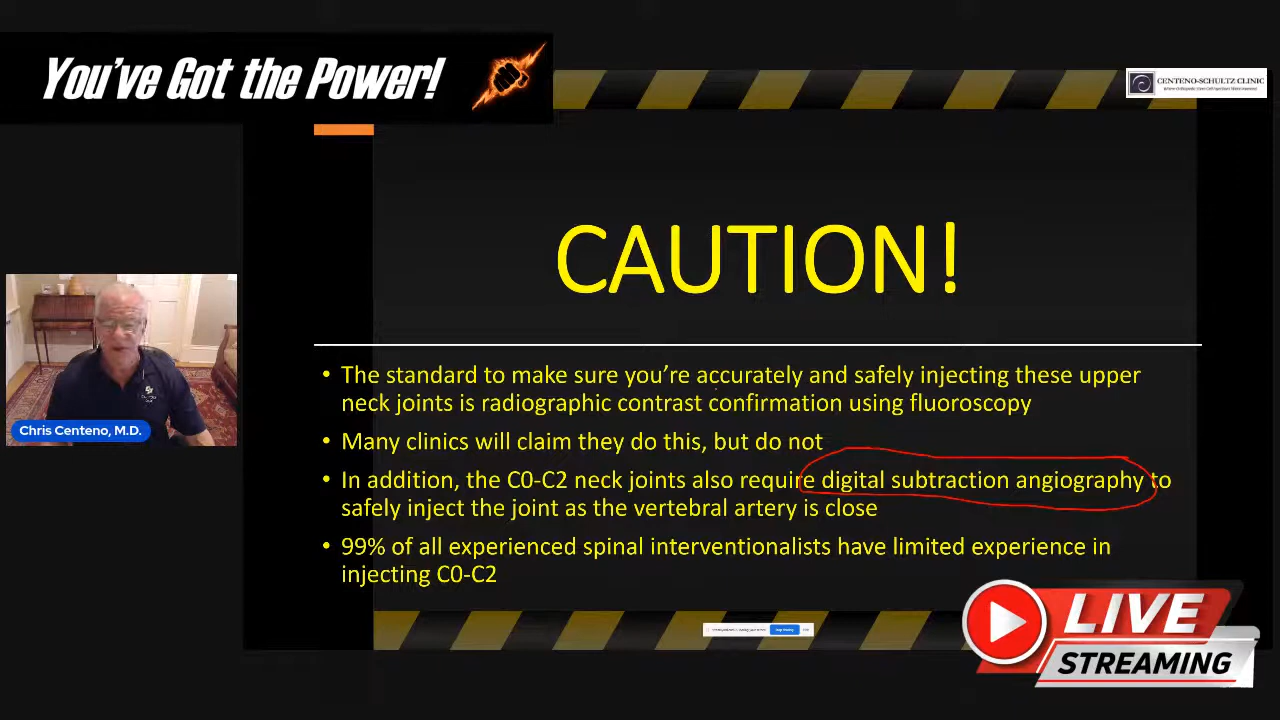 You've Got the Power!
CENTENO-SCHULTZ CLINIC
CAUTION!
• The standard to make sure you're accurately and safely injecting these upper
neck joints is radiographic contrast confirmation using fluoroscopy
• Many clinics will claim they do this, but do not
• In addition, the C0-C2 neck joints also require digital subtraction angiography to
safely inject the joint as the vertebral artery is close
• 99% of all experienced spinal interventionalists have limited experience in
injecting C0-C2
Chris Centeno, M.D.
LIVE
STREAMING